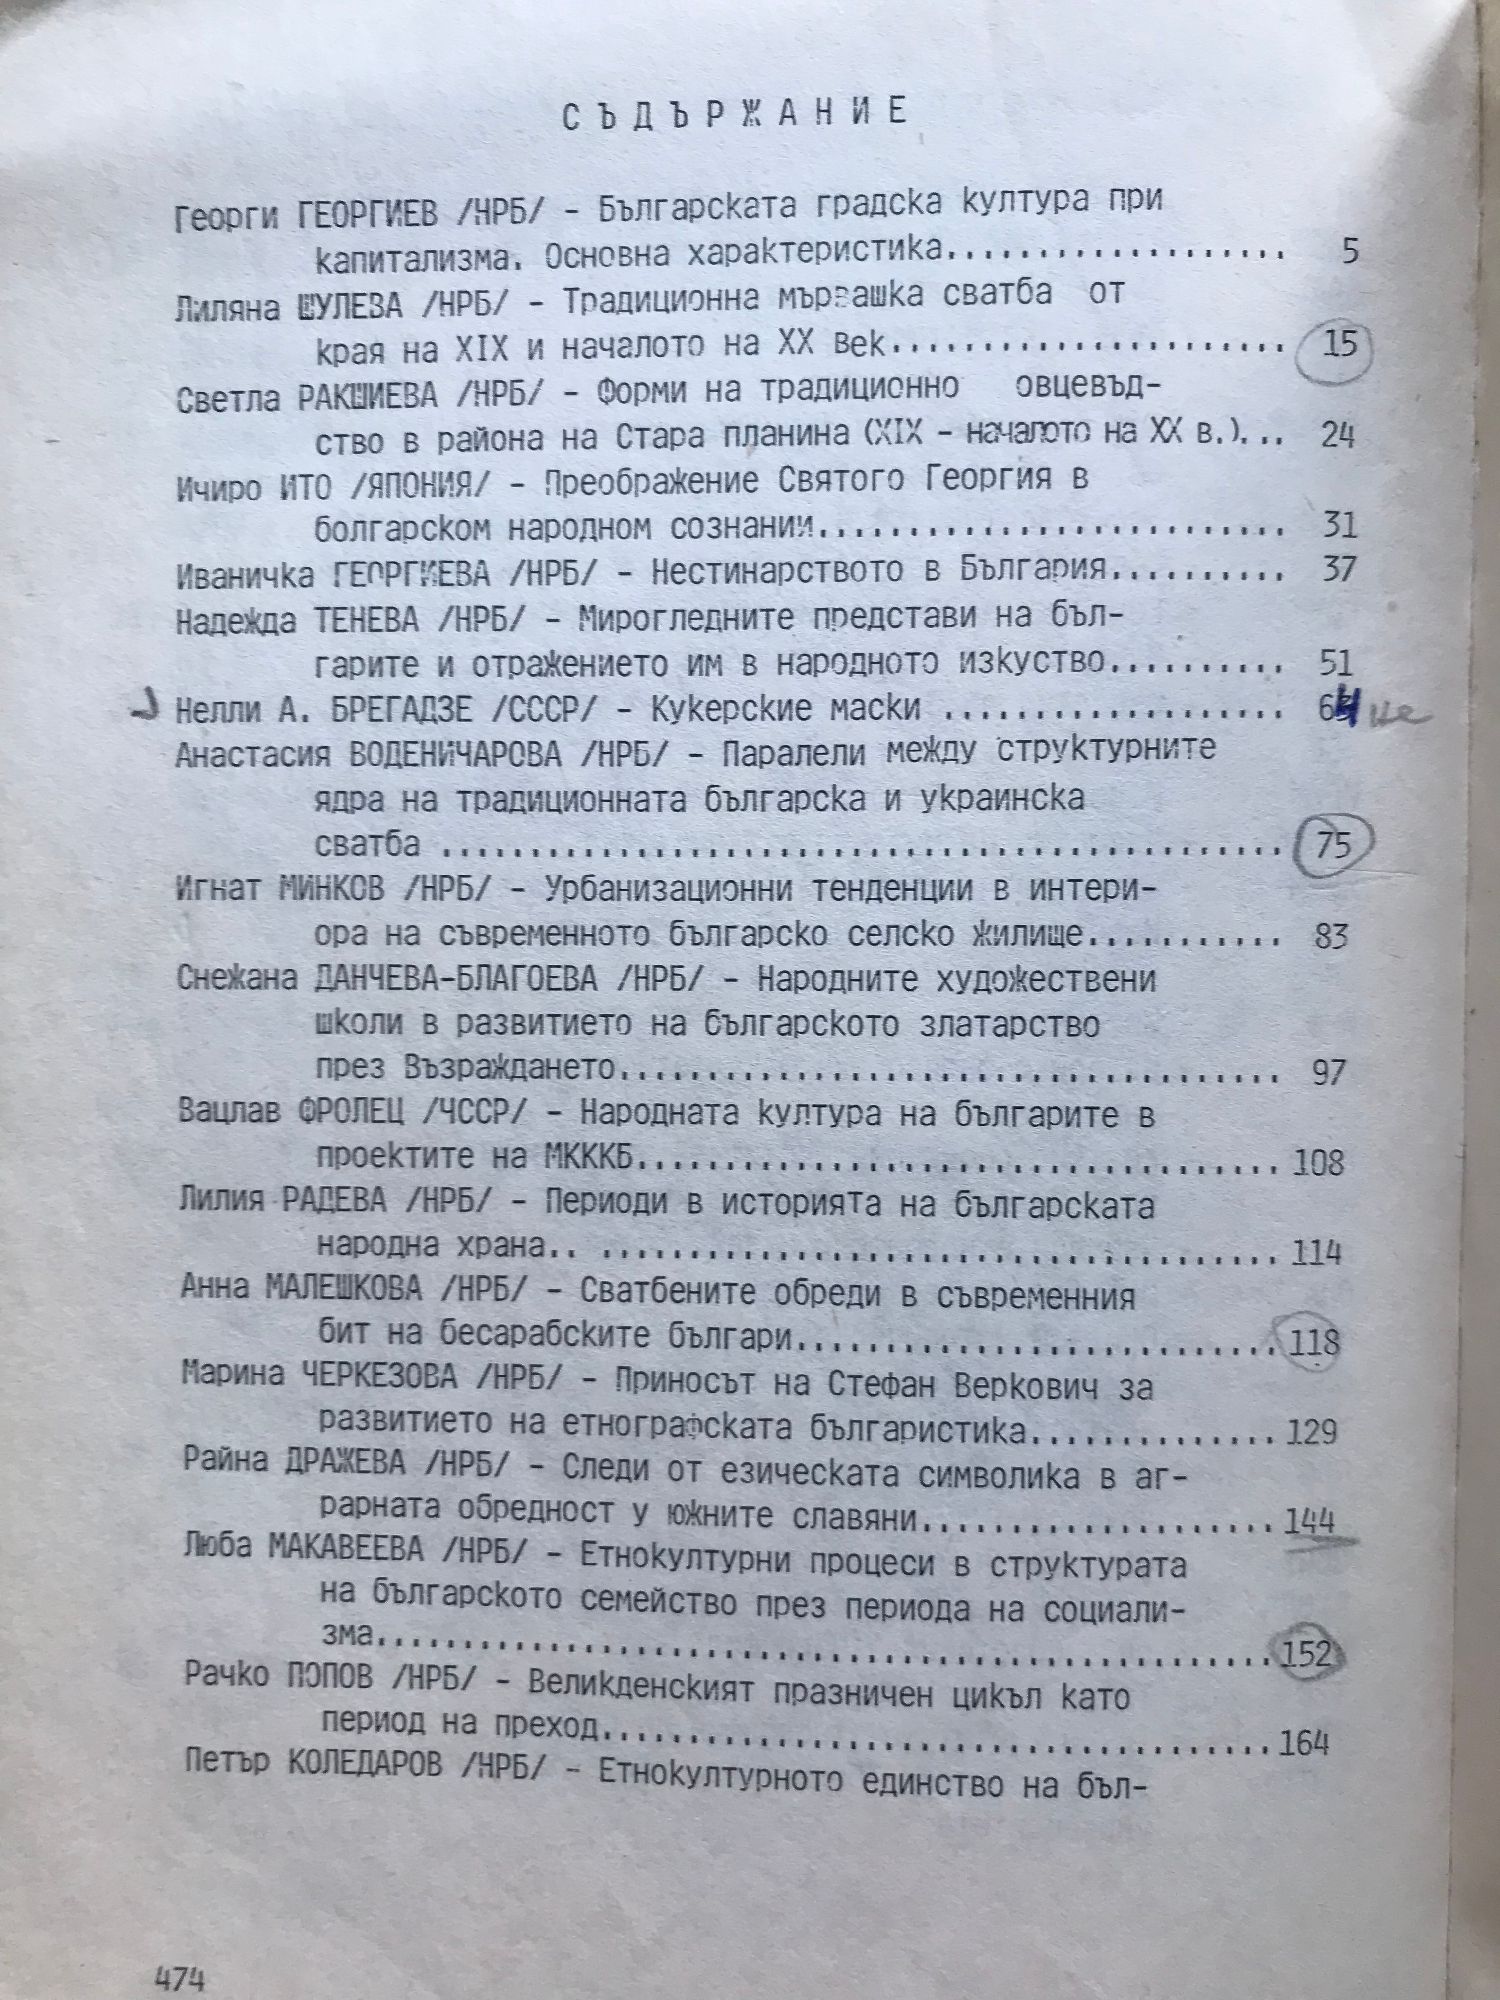 СЪДЪРЖАНИЕ
Георги ГЕОРГИЕВ /НРБ/ - Българската градска култура при
капитализма. Основна характеристика................... 5
Лиляна ШУЛЕВА /НРБ/ - Традиционна мървашка сватба от
края на XIX и началото на XX век...................... 15
Светла РАКШИЕВА /НРБ/ - Форми на традиционно овцевъд-
ство в района на Стара планина (XIX - началото на XX в.)... 24
Ичиро ИТО /ЯПОНИЯ/ - Преображение Святого Георгия в
болгарском народном сознании........................... 31
Иваничка ГЕОРГИЕВА /НРБ/ - Нестинарството в България.......... 37
Надежда ТЕНЕВА /НРБ/ - Мирогледните представи на бъл-
гарите и отражението им в народното изкуство.......... 51
Нелли А. БРЕГАДЗЕ /СССР/ - Кукерские маски ................... 64 не
Анастасия ВОДЕНИЧАРОВА /НРБ/ - Паралели между структурните
ядра на традиционната българска и украинска
сватба ............................................... 75
Игнат МИНКОВ /НРБ/ - Урбанизационни тенденции в интери-
ора на съвременното българско селско жилище........... 83
Снежана ДАНЧЕВА-БЛАГОЕВА /НРБ/ - Народните художествени
школи в развитието на българското златарство
през Възраждането..................................... 97
Вацлав ФРОЛЕЦ /ЧССР/ - Народната култура на българите в
проектите на МКККБ.................................... 108
Лилия РАДЕВА /НРБ/ - Периоди в историята на българската
народна храна.. ...................................... 114
Анна МАЛЕШКОВА /НРБ/ - Сватбените обреди в съвременния
бит на бесарабските българи........................... 118
Марина ЧЕРКЕЗОВА /НРБ/ - Приносът на Стефан Веркович за
развитието на етнографската българистика.............. 129
Райна ДРАЖЕВА /НРБ/ - Следи от езическата символика в аг-
рарната обредност у южните славяни.................... 144
Люба МАКАВЕЕВА /НРБ/ - Етнокултурни процеси в структурата
на българското семейство през периода на социали-
зма................................................... 152
Рачко ПОПОВ /НРБ/ - Великденският празничен цикъл като
период на преход...................................... 164
Петър КОЛЕДАРОВ /НРБ/ - Етнокултурното единство на бъл-
474